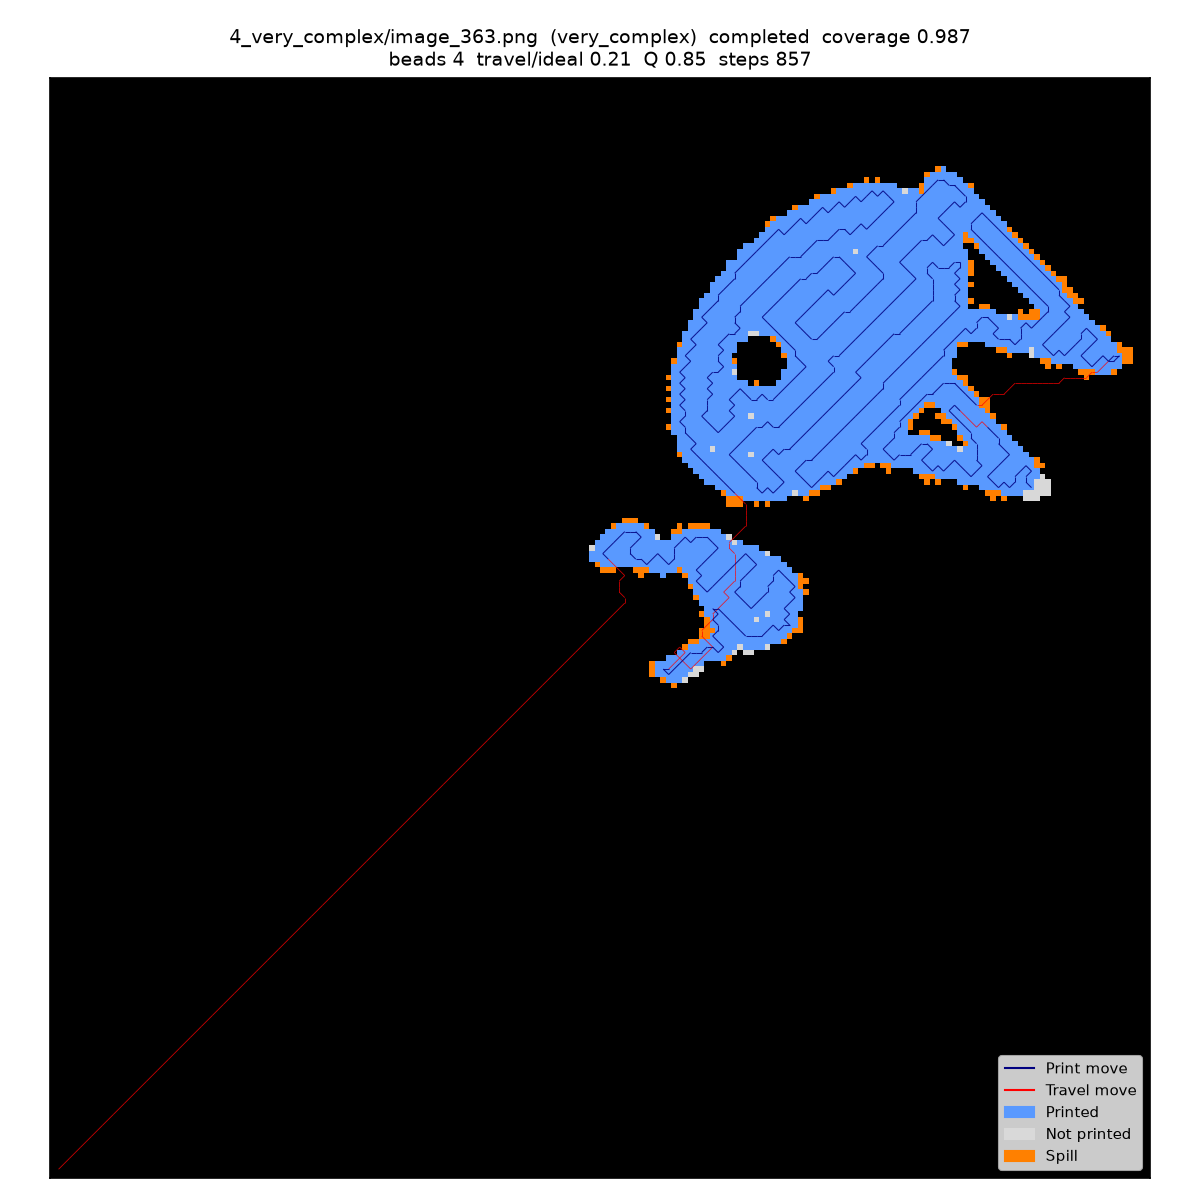 4_very_complex/image_363.png  (very_complex)  completed  coverage 0.987
beads 4  travel/ideal 0.21  Q 0.85  steps 857
Print move
Travel move
Printed
Not printed
Spill